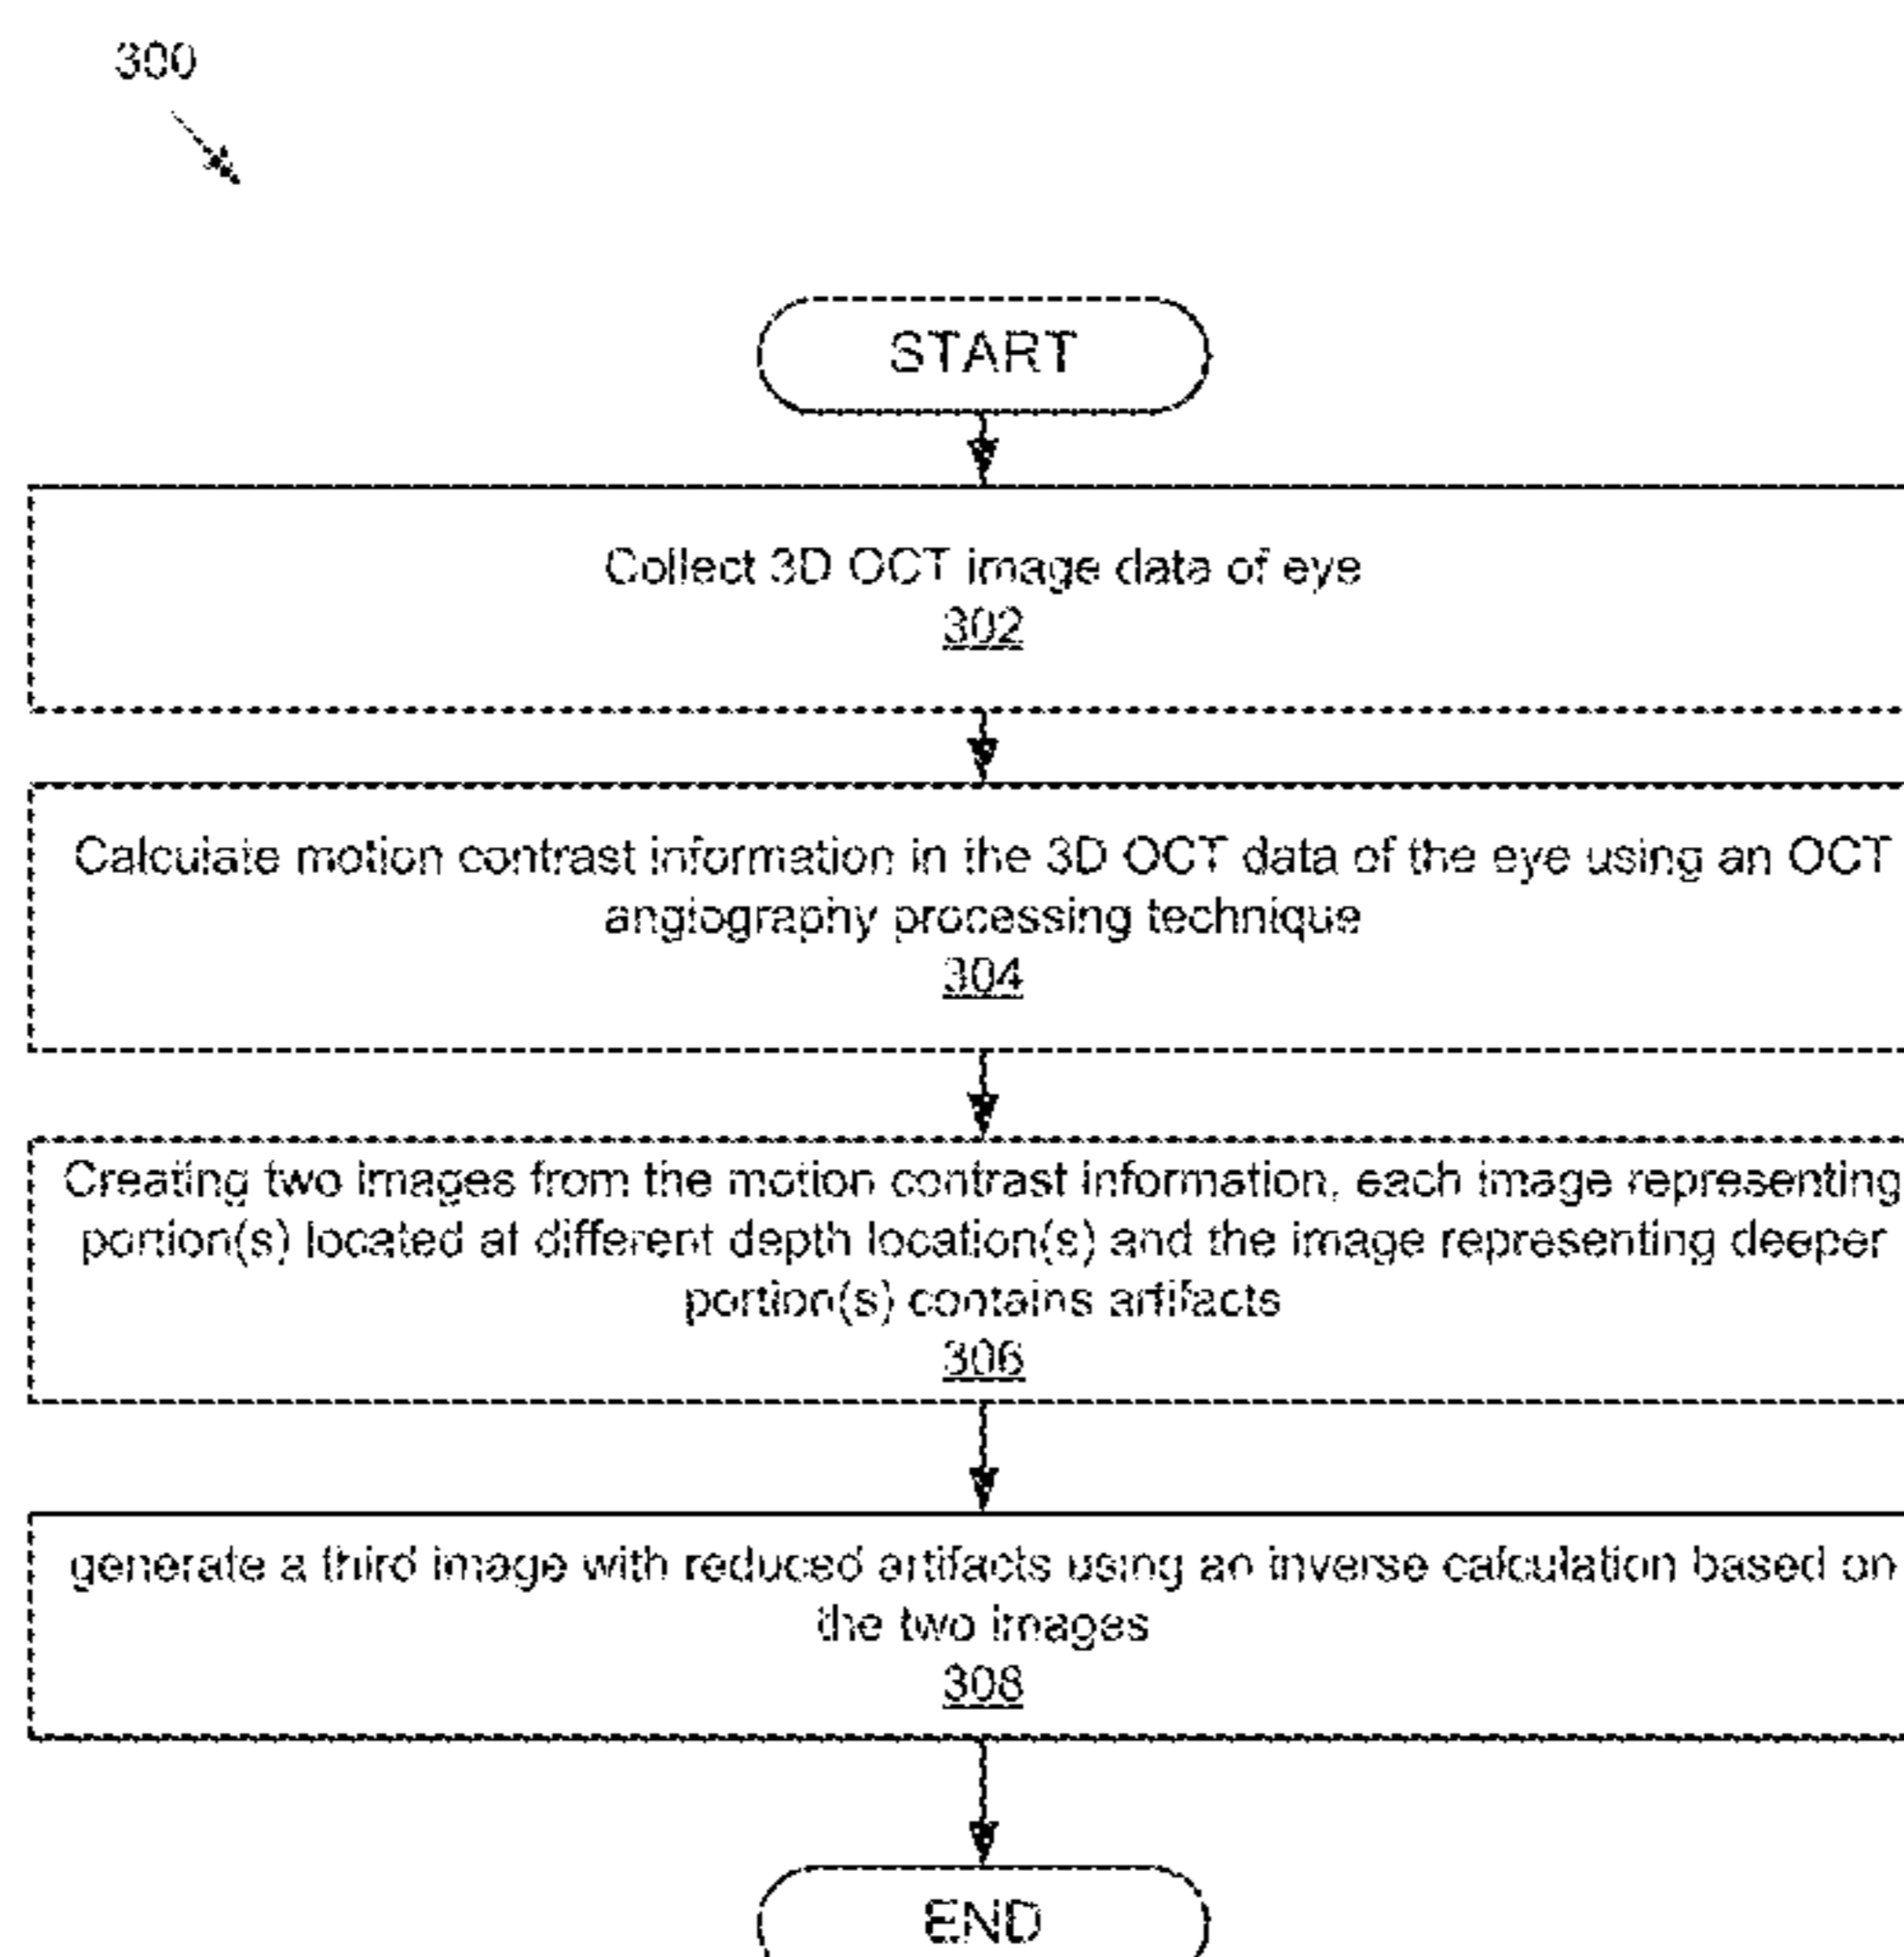 300
START
Collect 3D OCT image data of eye
302
Calculate motion contrast information in the 3D OCT data of the eye using an OCT
angiography processing technique
304
Creating two images from the motion contrast information, each image representing
portion(s) located at different depth location(s) and the image representing deeper
portion(s) contains artifacts
306
generate a third image with reduced artifacts using an inverse calculation based on
the two images
308
END